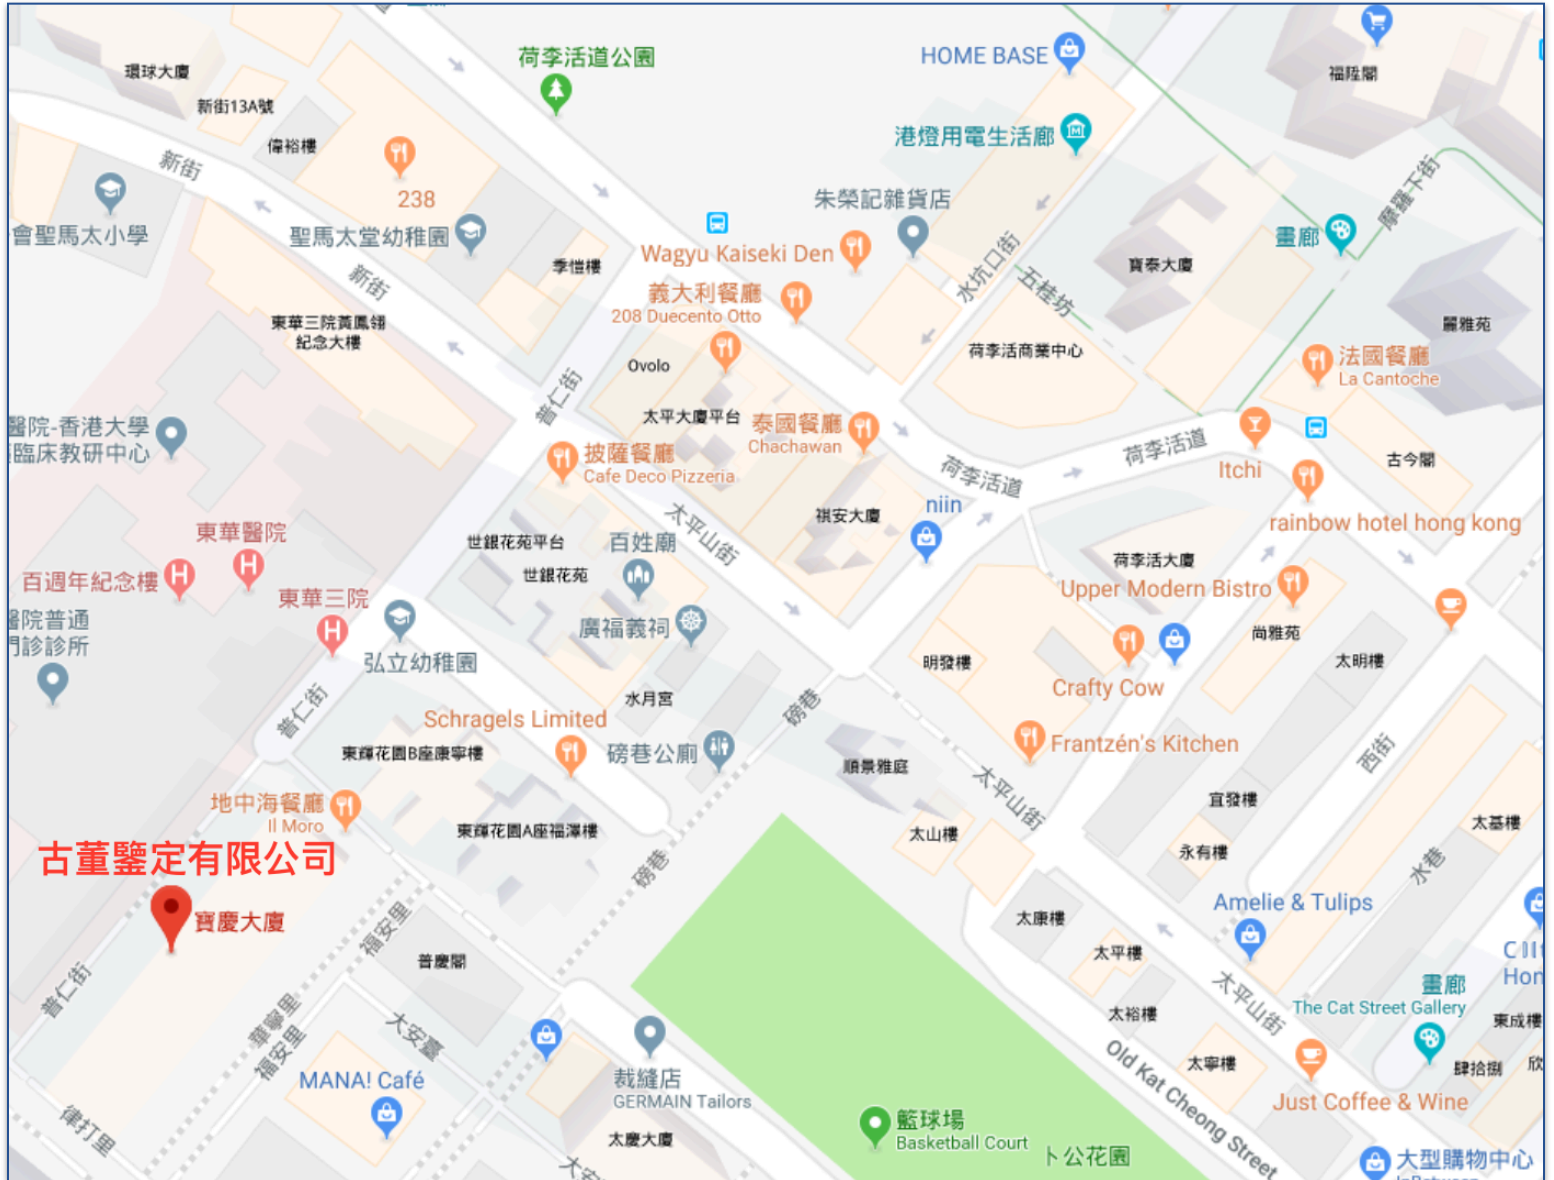 環球大廈
新街13A號
偉裕樓
荷李活道公園
HOME BASE
福陞閣
港燈用電生活廊
新街
238
會聖馬太小學
聖馬太堂幼稚園
季愷樓
朱榮記雜貨店
Wagyu Kaiseki Den
義大利餐廳
208 Duecento Otto
水坑口街
五桂坊
寶泰大廈
畫廊
摩羅下街
麗雅苑
新街
東華三院黃鳳翎
紀念大樓
Ovolo
荷李活商業中心
法國餐廳
La Cantoche
普仁街
太平大廈平台
泰國餐廳
Chachawan
醫院-香港大學
臨床教研中心
披薩餐廳
Cafe Deco Pizzeria
荷李活道
荷李活道
Itchi
古今閣
rainbow hotel hong kong
祺安大廈
niin
太平山街
東華醫院
世銀花苑平台
百姓廟
世銀花苑
荷李活大廈
百週年紀念樓
Upper Modern Bistro
東華三院
醫院普通
門診診所
弘立幼稚園
廣福義祠
尚雅苑
太明樓
明發樓
Crafty Cow
水月宮
磅巷
普仁街
Schragels Limited
磅巷公廁
東輝花園B座康寧樓
順景雅庭
Frantzén's Kitchen
西街
太平山街
宜發樓
地中海餐廳
Il Moro
東輝花園A座福澤樓
太山樓
永有樓
太基樓
水巷
磅巷
古董鑒定有限公司
寶慶大廈
福安里
普慶閣
太康樓
Amelie & Tulips
太平樓
普仁街
華寧里
福安里
大安臺
太裕樓
太平山街
畫廊
The Cat Street Gallery
東成樓
MANA! Café
裁縫店
GERMAIN Tailors
Old Kat Cheong Street
太寧樓
肆拾捌
欣
Just Coffee & Wine
律打里
太慶大廈
籃球場
Basketball Court
卜公花園
大型購物中心